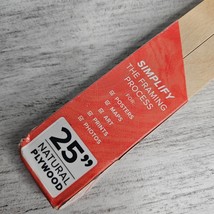 SIMPLIFY
THE FRAMING
PROCESS
FOR:
POSTERS
MAPS
ART
PRINTS
PHOTOS
25"
NATURAL
PLYWOOD